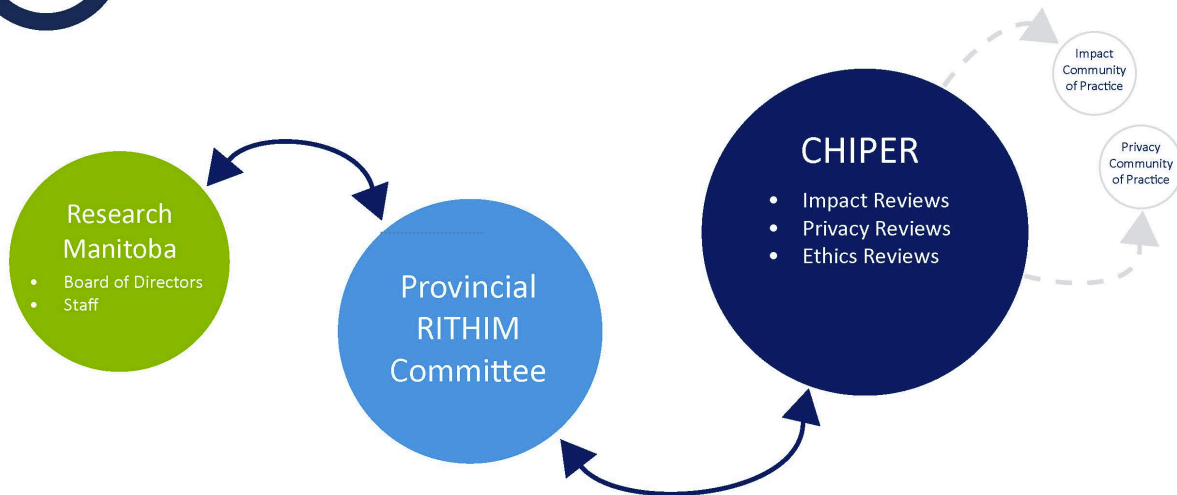 Research
Manitoba
• Board of Directors
• Staff
Provincial
RITHIM
Committee
CHIPER
• Impact Reviews
• Privacy Reviews
• Ethics Reviews
Impact
Community
of Practice
Privacy
Community
of Practice